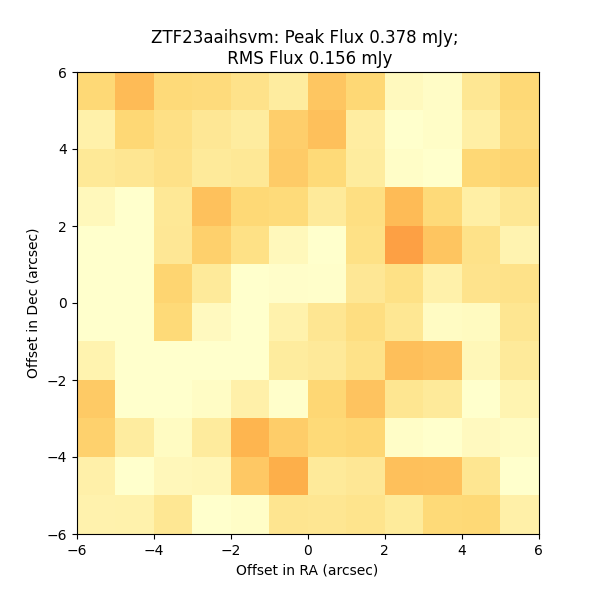 ZTF23aaihsvm: Peak Flux 0.378 mJy;
RMS Flux 0.156 mJy
6
4
2
0
−2
−4
−6
Offset in Dec (arcsec)
−6 −4 −2 0 2 4 6
Offset in RA (arcsec)